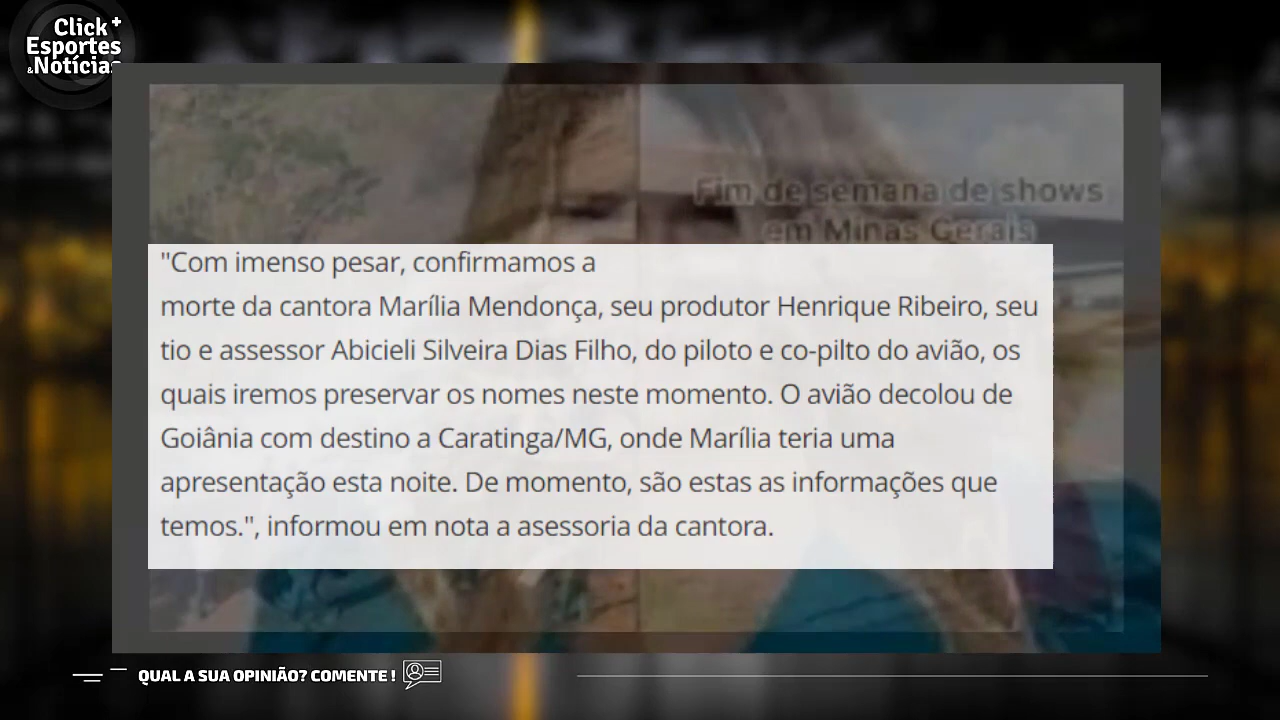 Click+
Esportes
&Notícias
Fim de semana de shows
em Minas Gerais
"Com imenso pesar, confirmamos a
morte da cantora Marília Mendonça, seu produtor Henrique Ribeiro, seu
tio e assessor Abicieli Silveira Dias Filho, do piloto e co-pilto do avião, os
quais iremos preservar os nomes neste momento. O avião decolou de
Goiânia com destino a Caratinga/MG, onde Marília teria uma
apresentação esta noite. De momento, são estas as informações que
temos.", informou em nota a asessoria da cantora.
QUAL A SUA OPINIÃO? COMENTE !